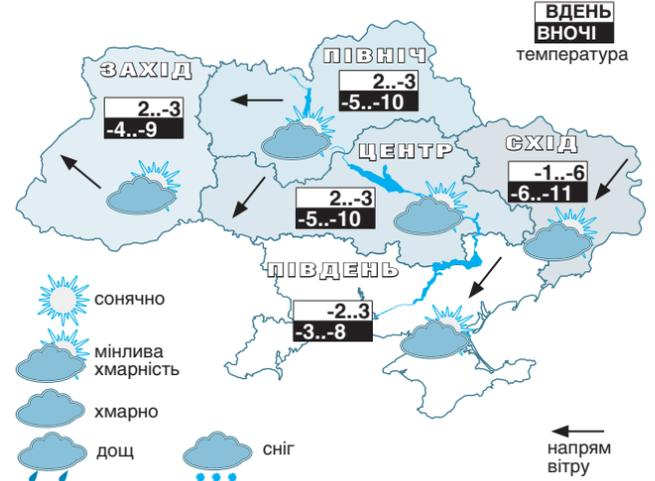 ВДЕНЬ
ВНОЧІ
температура
ПІВНІЧ
2..-3
-5..-10
ЗАХІД
2..-3
-4..-9
ЦЕНТР
2..-3
-5..-10
СХІД
-1..-6
-6..-11
ПІВДЕНЬ
-2..3
-3..-8
сонячно
мінлива
хмарність
хмарно
дощ
сніг
напрям
вітру